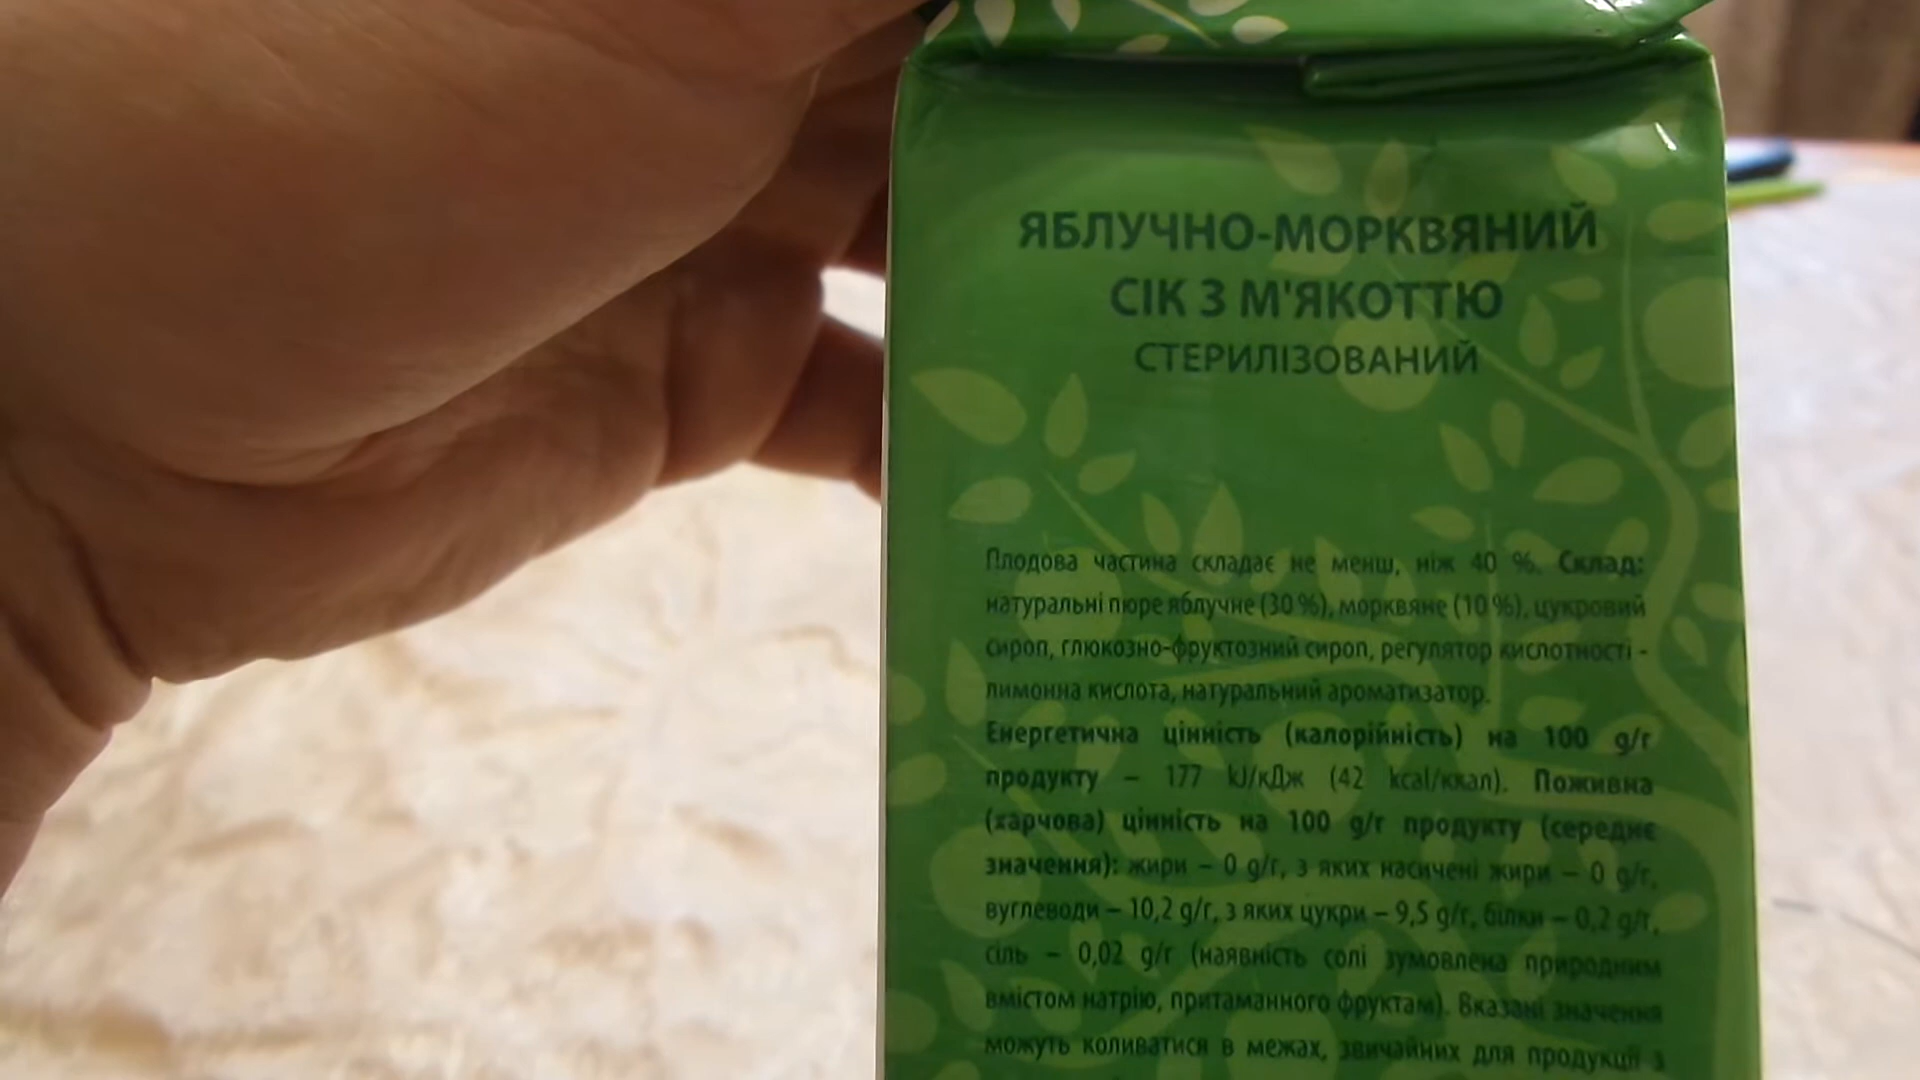 ЯБЛУЧНО-МОРКВЯНИЙ
СІК З М'ЯКОТТЮ
СТЕРИЛІЗОВАНИЙ
Плодова частина складає не менш, ніж 40 %. Склад:
натуральні пюре яблучне (30 %), морквяне (10 %), цукровий
сироп, глюкозно-фруктозний сироп, регулятор кислотності -
лимонна кислота, натуральний ароматизатор.
Енергетична цінність (калорійність) на 100 g/г
продукту – 177 kJ/кДж (42 kcal/ккал). Поживна
(харчова) цінність на 100 g/г продукту (середнє
значення): жири – 0 g/г, з яких насичені жири – 0 g/г,
вуглеводи – 10,2 g/г, з яких цукри – 9,5 g/г, білки – 0,2 g/г,
сіль – 0,02 g/г (наявність солі зумовлена природним
вмістом натрію, притаманного фруктам). Вказані значення
можуть коливатися в межах, звичайних для продукції з